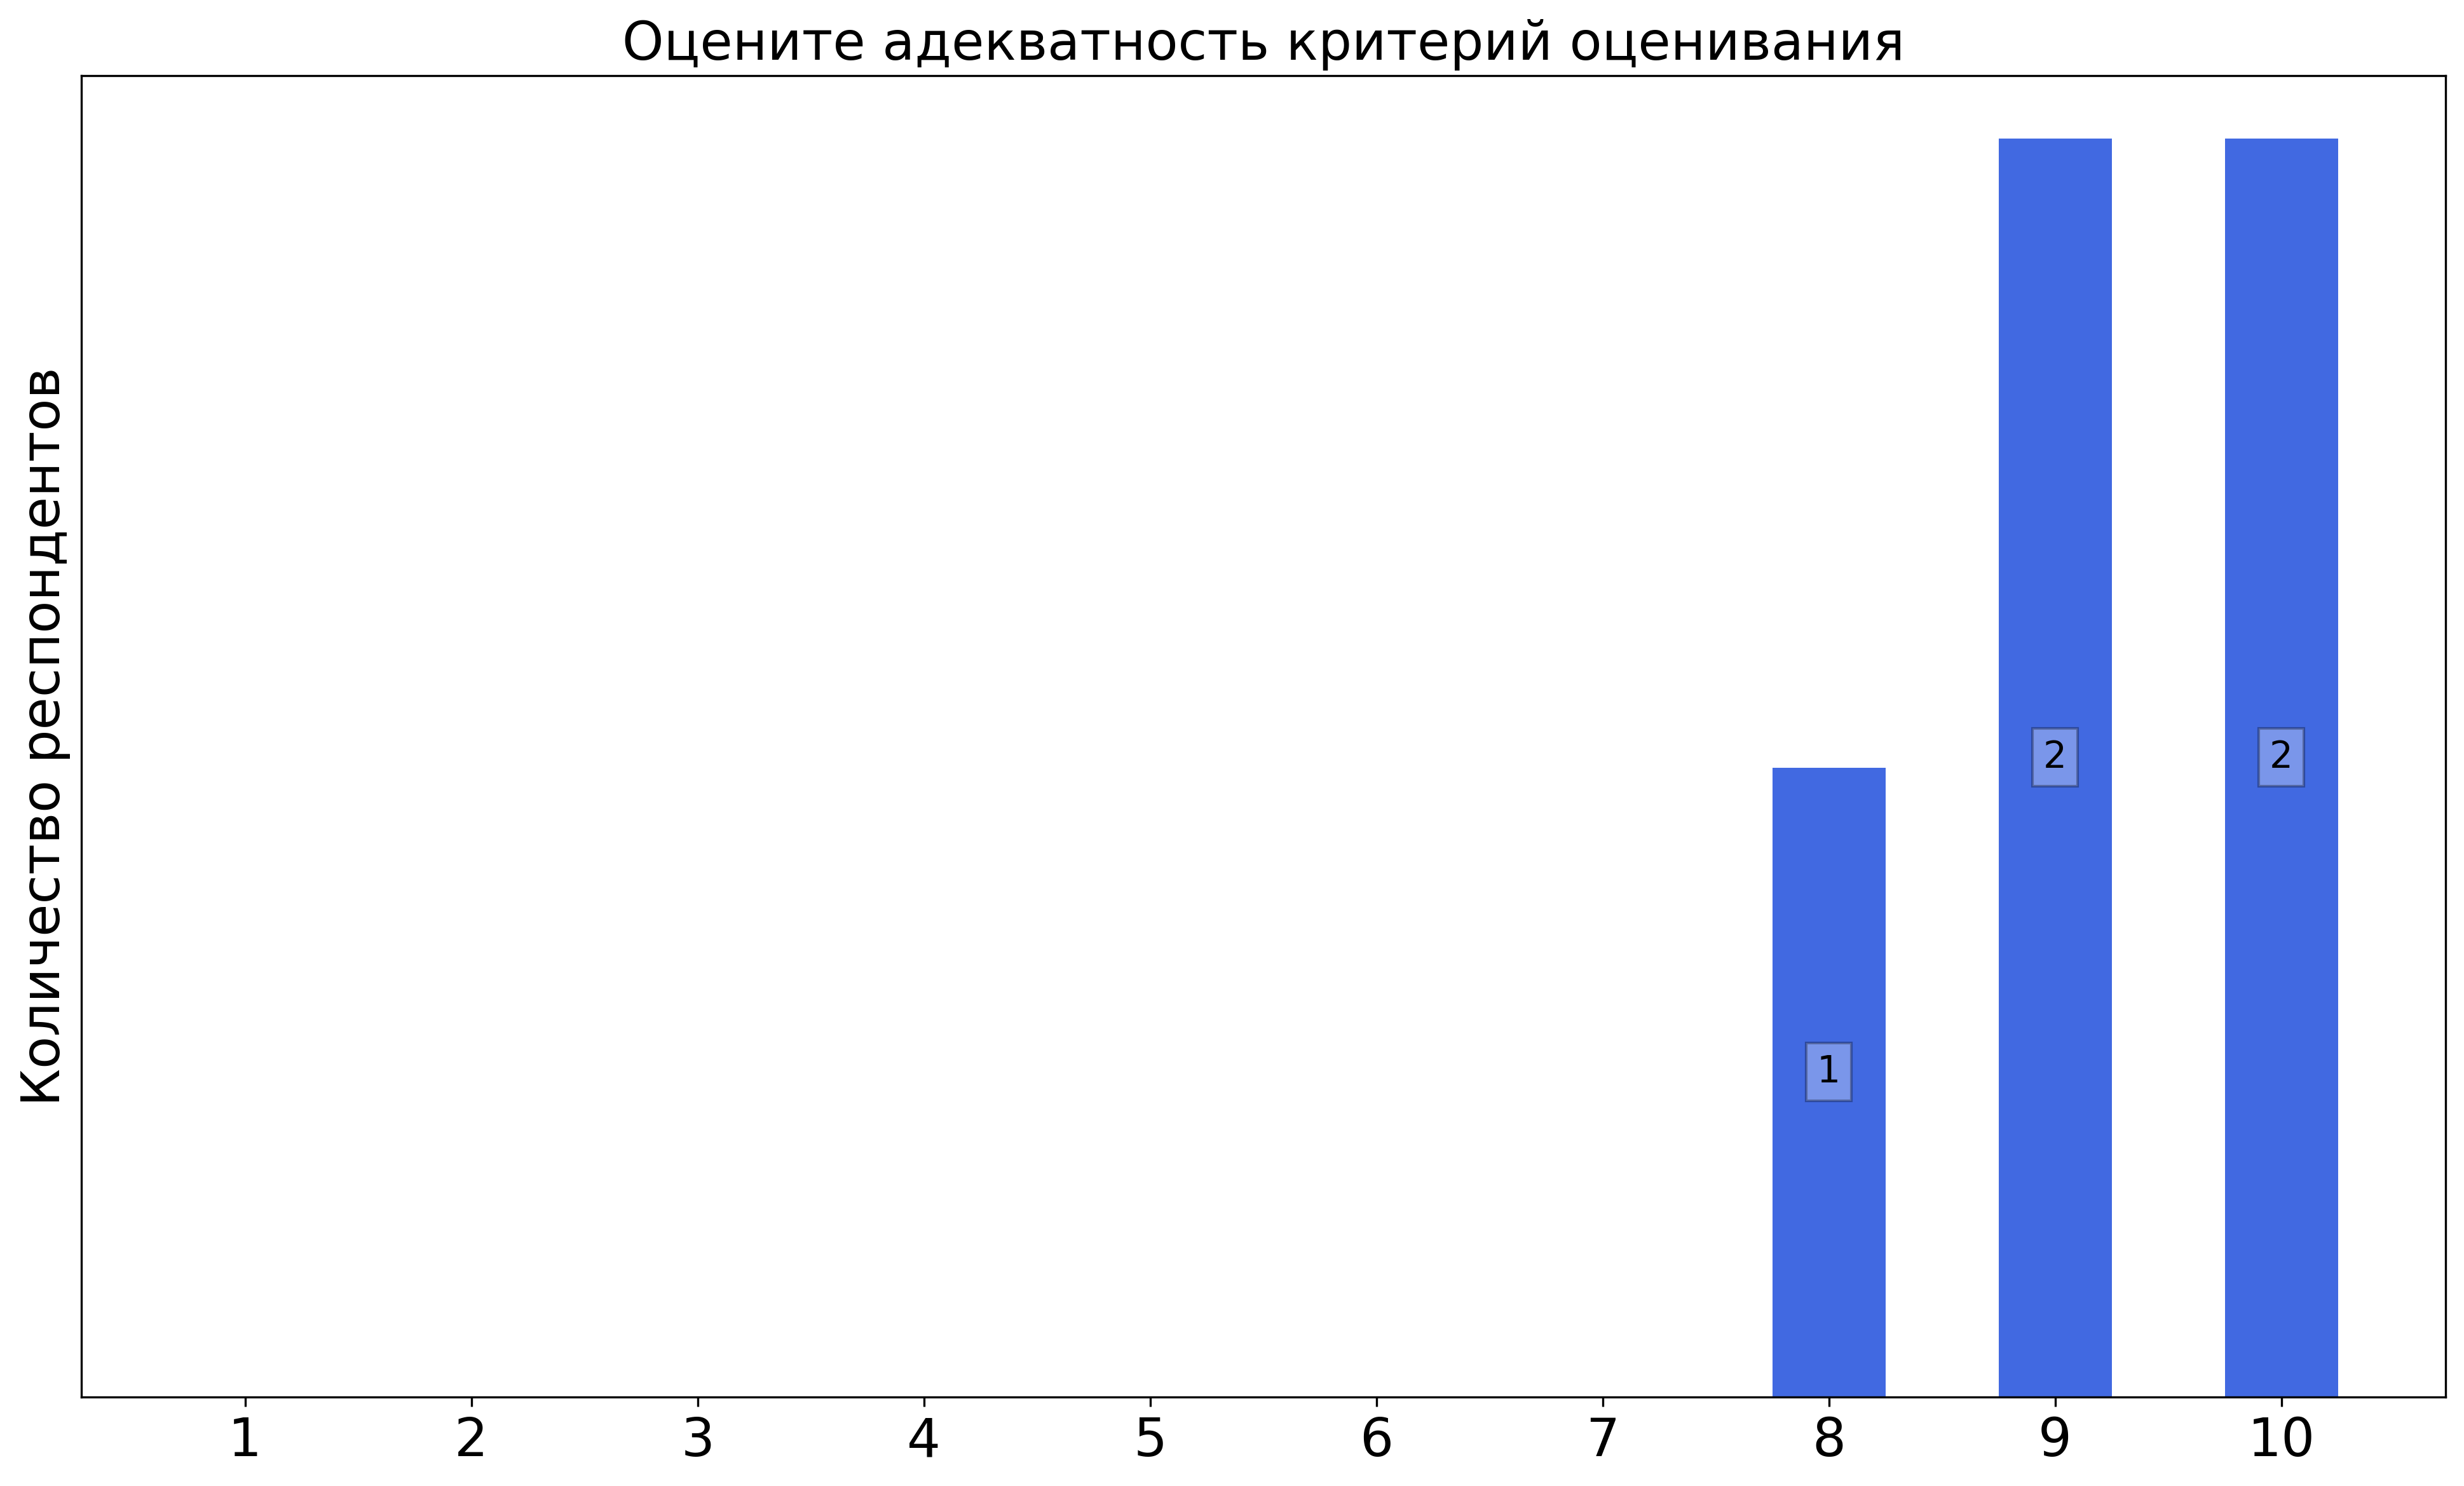 Оцените адекватность критерий оценивания
Количество респондентов
2
2
1
1 2 3 4 5 6 7 8 9 10